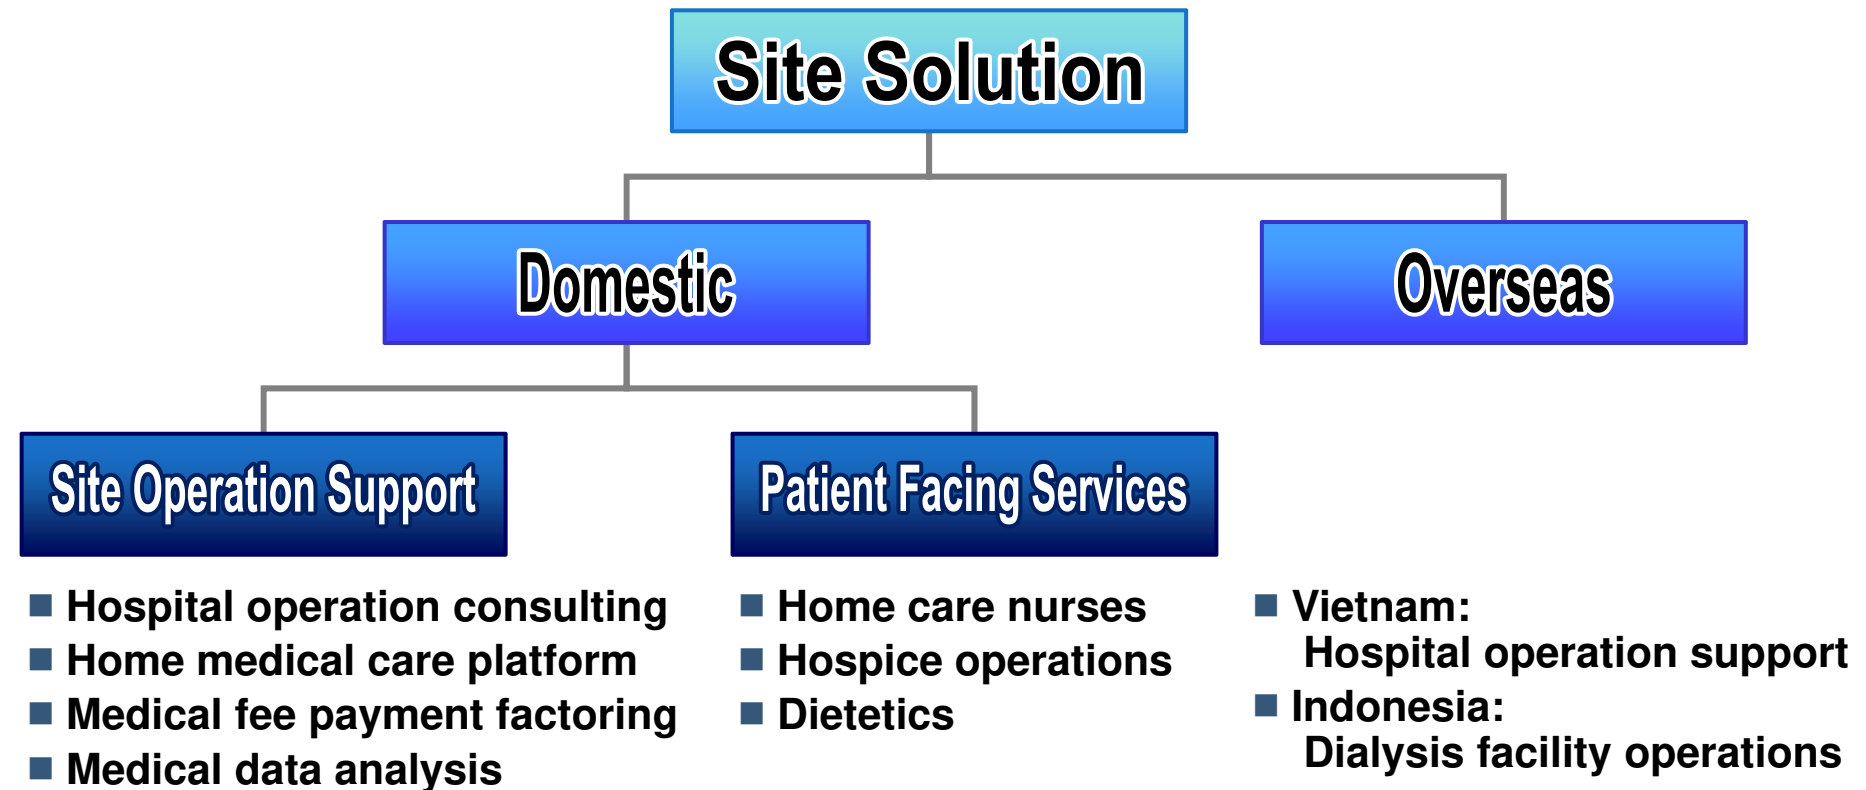 Site Solution
Domestic
Overseas
Site Operation Support
Patient Facing Services
Hospital operation consulting
Home medical care platform
Medical fee payment factoring
Medical data analysis
Home care nurses
Hospice operations
Dietetics
Vietnam:
Hospital operation support
Indonesia:
Dialysis facility operations